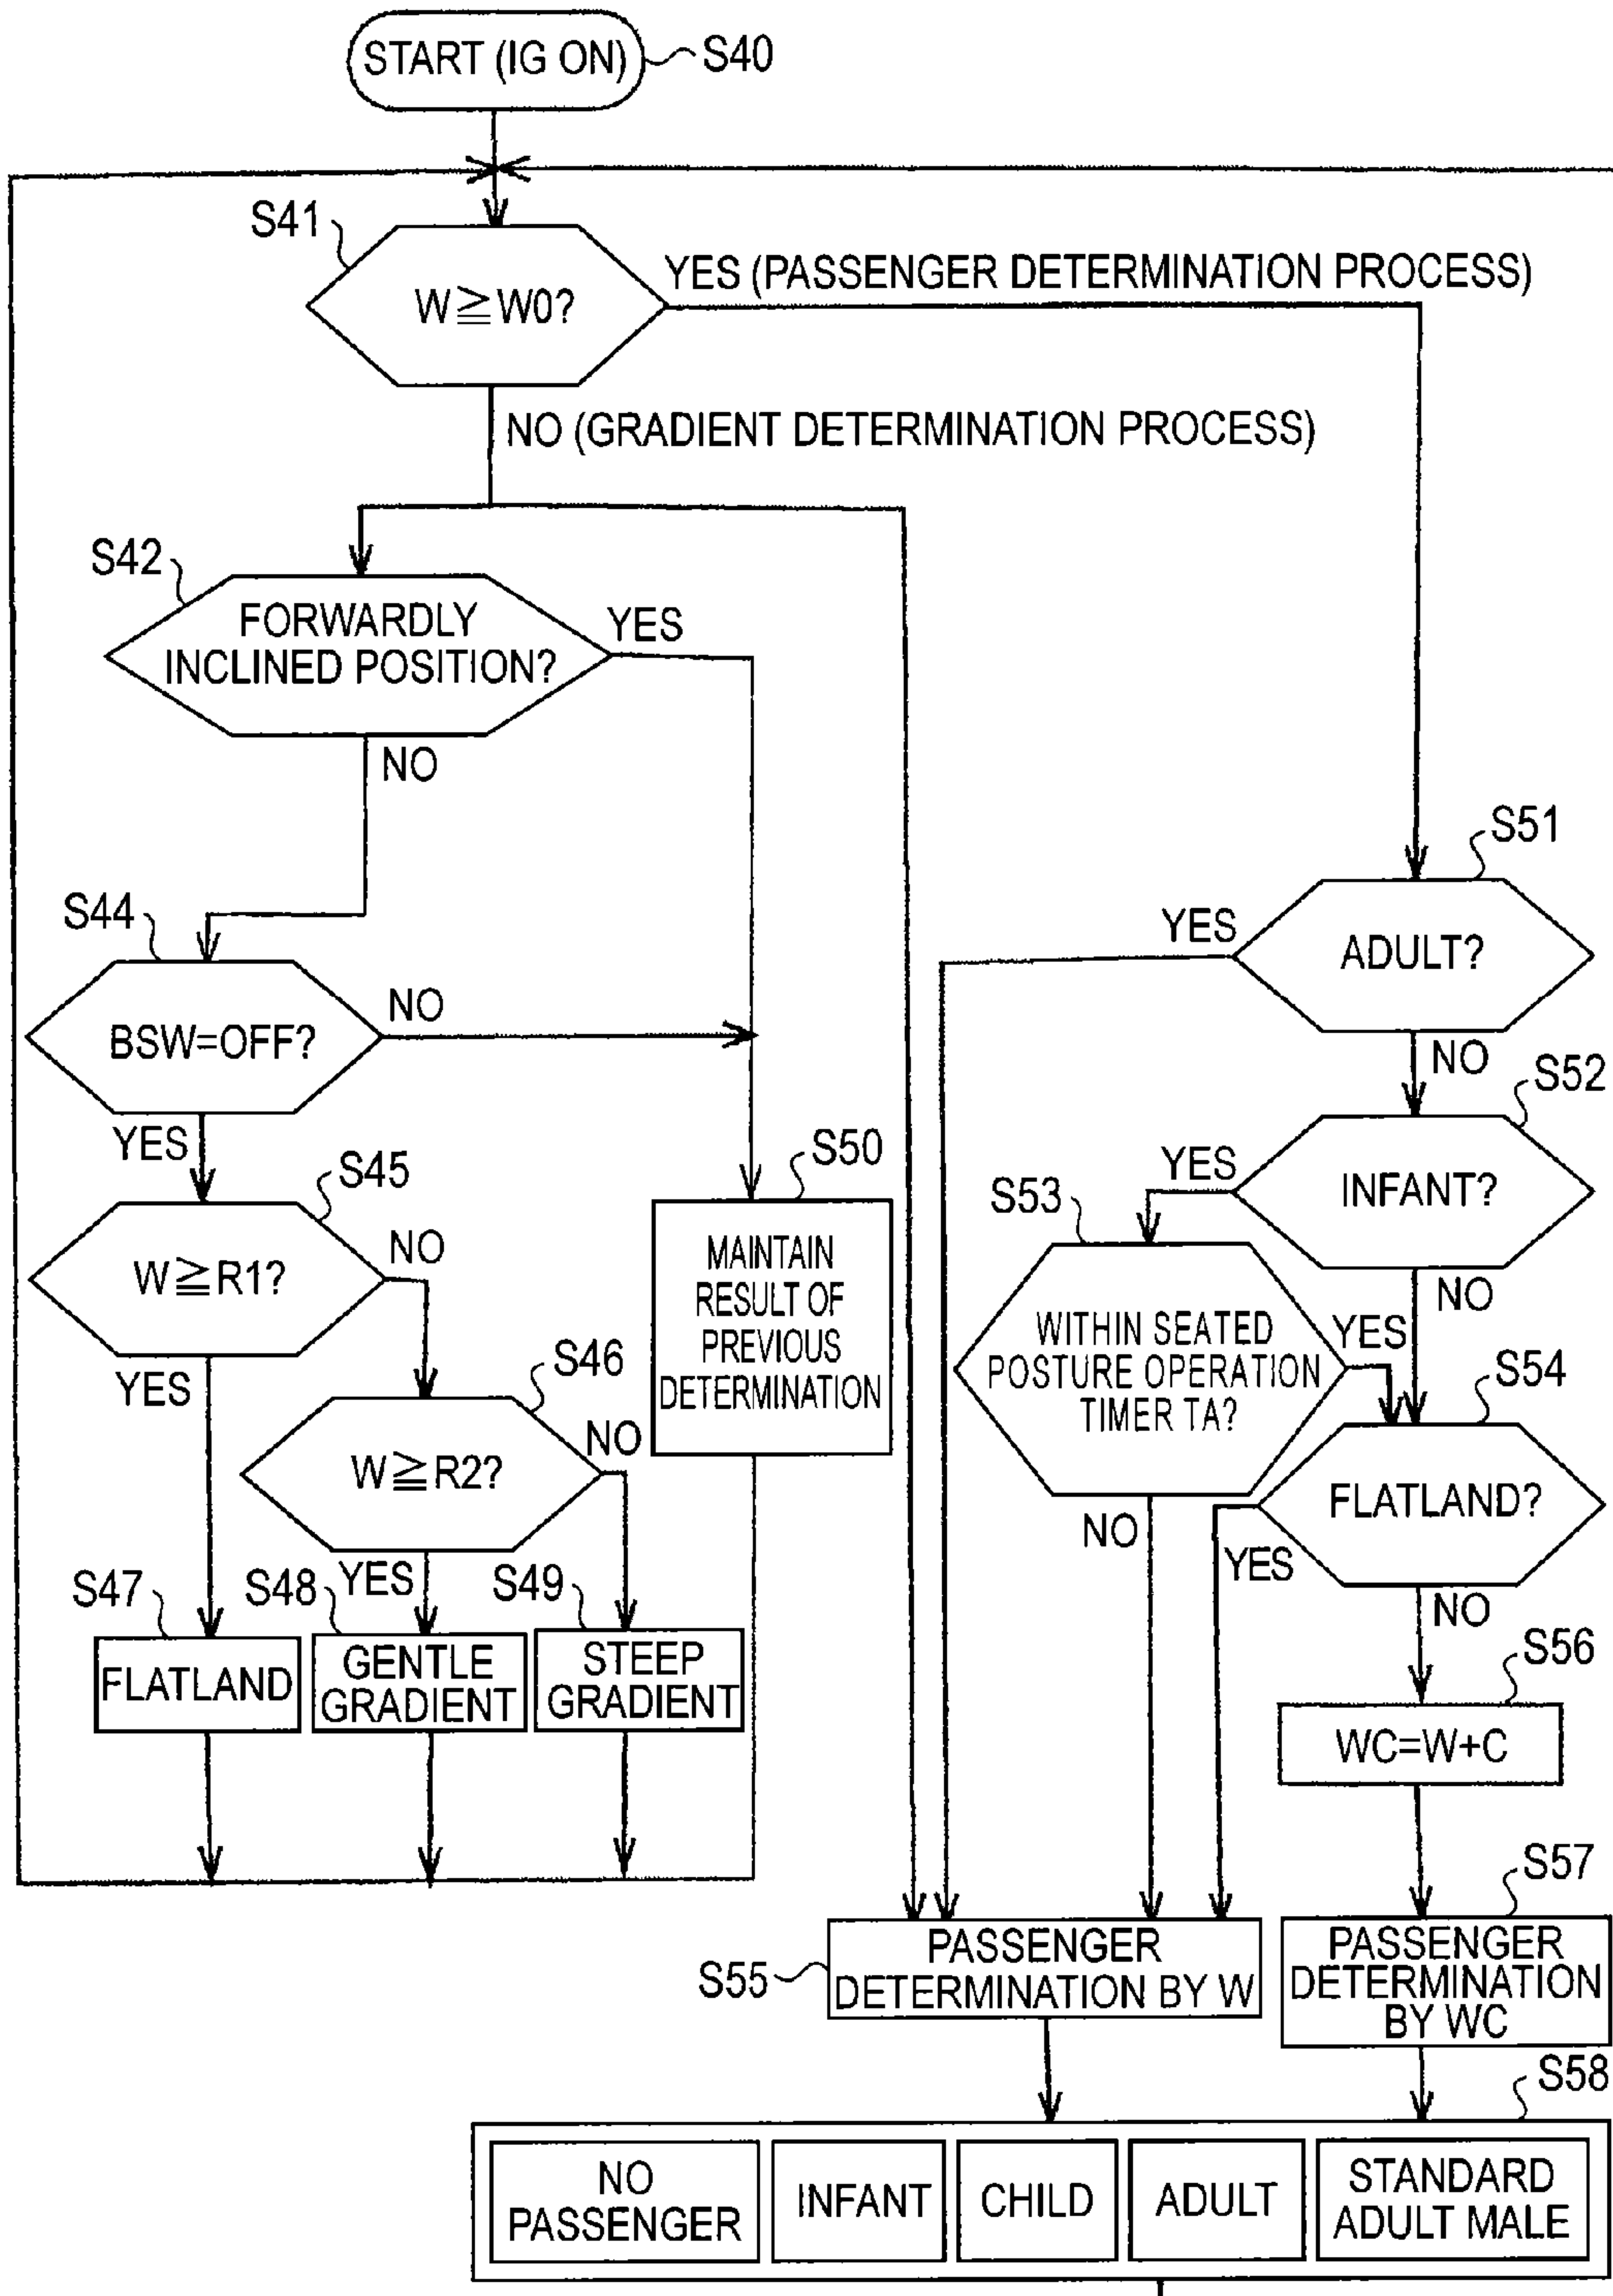 START (IG ON)
S40
S41
W≧W0?
YES (PASSENGER DETERMINATION PROCESS)
NO (GRADIENT DETERMINATION PROCESS)
S42
FORWARDLY
INCLINED POSITION?
YES
NO
S44
BSW=OFF?
NO
YES
S45
W≧R1?
NO
YES
S46
W≧R2?
NO
YES
S47
FLATLAND
S48
GENTLE
GRADIENT
S49
STEEP
GRADIENT
S50
MAINTAIN
RESULT OF
PREVIOUS
DETERMINATION
S51
ADULT?
YES
NO
S52
INFANT?
YES
NO
S53
WITHIN SEATED
POSTURE OPERATION
TIMER TA?
YES
NO
S54
FLATLAND?
YES
NO
S56
WC=W+C
S55
PASSENGER
DETERMINATION BY W
S57
PASSENGER
DETERMINATION
BY WC
S58
NO
PASSENGER
INFANT
CHILD
ADULT
STANDARD
ADULT MALE